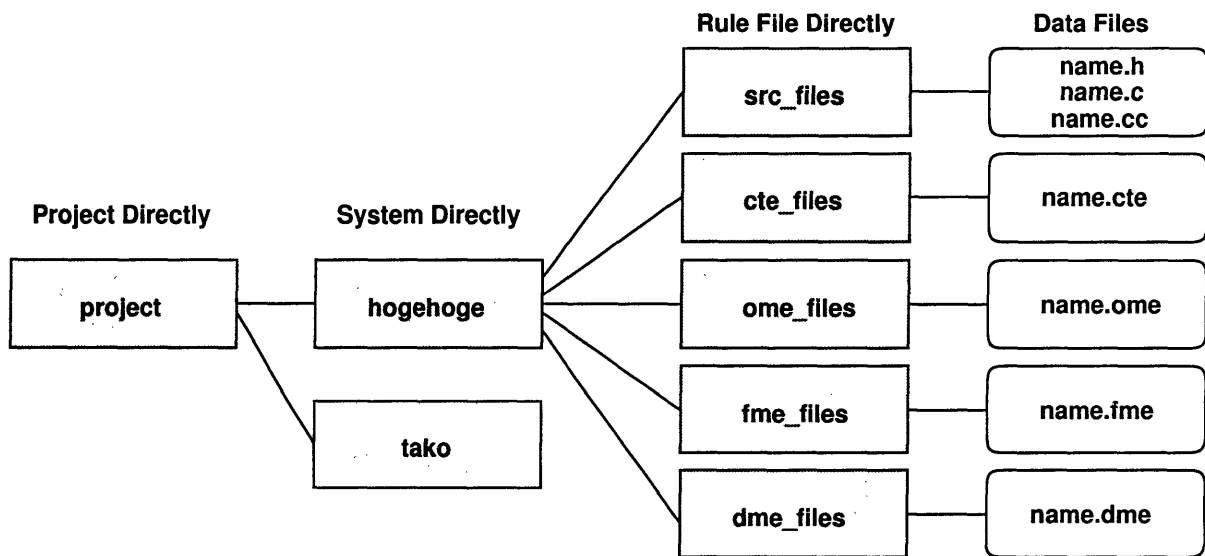 Rule File Directly
Data Files
src_files
name.h
name.c
name.cc
cte_files
name.cte
Project Directly
System Directly
project
hogehoge
ome_files
name.ome
tako
fme_files
name.fme
dme_files
name.dme